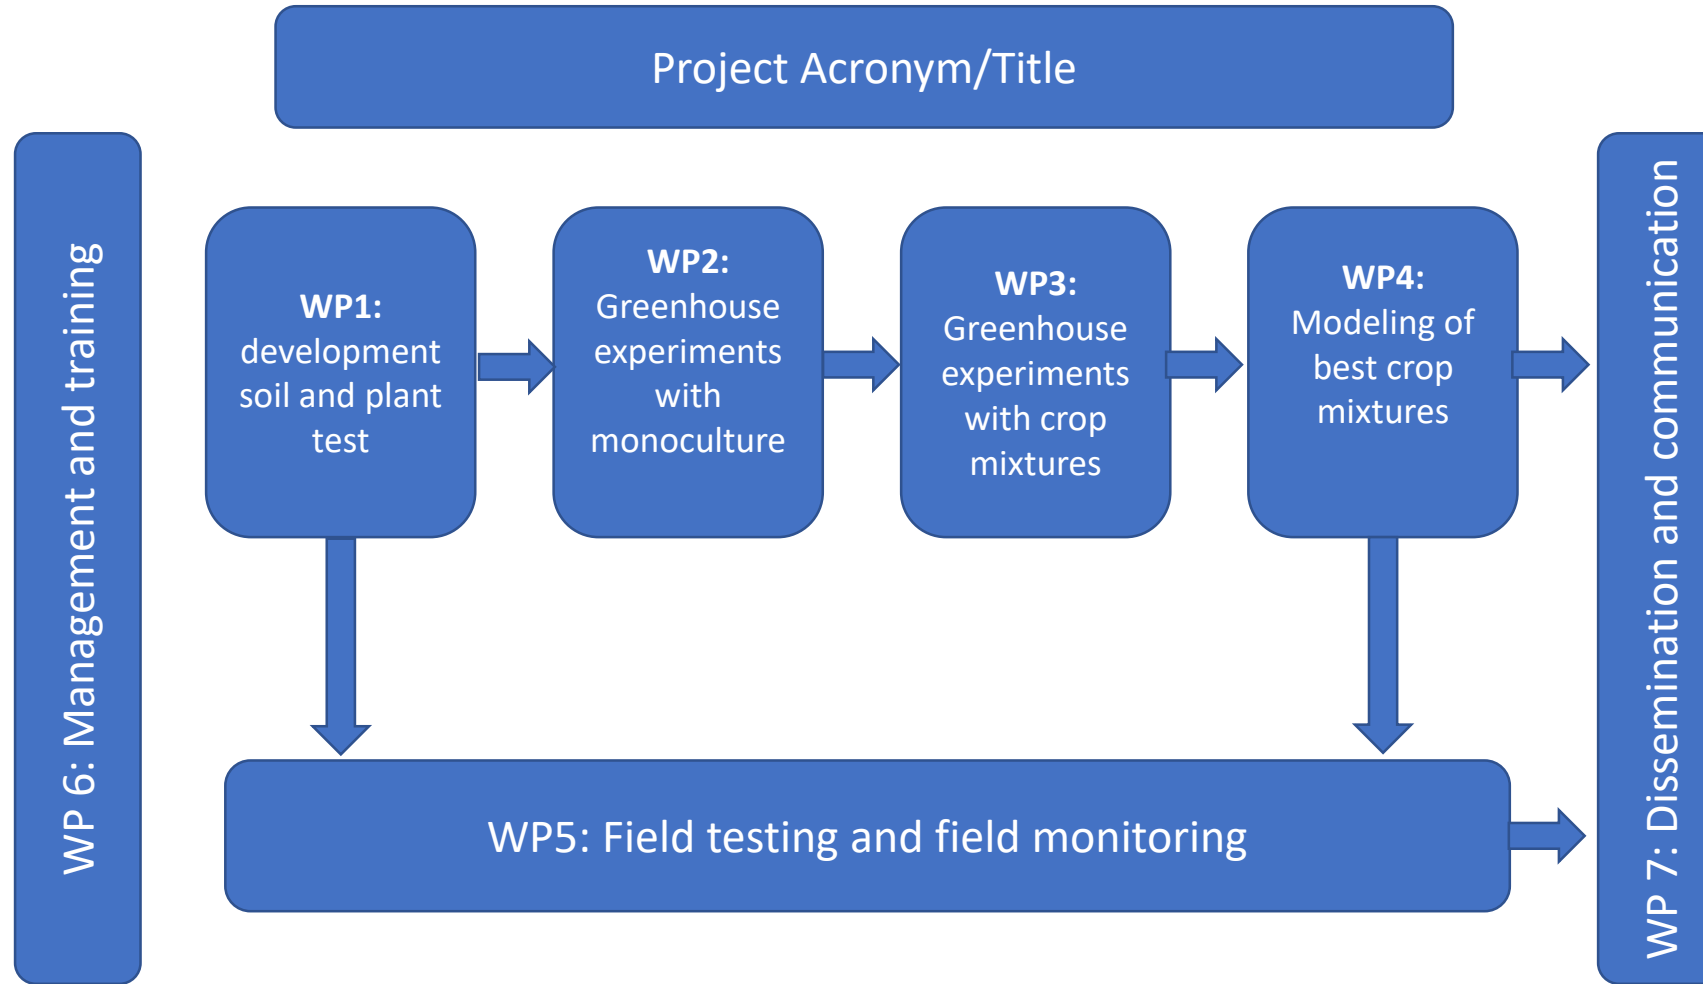 Project Acronym/Title
WP 6: Management and training
WP1:
development
soil and plant
test
WP2:
Greenhouse
experiments
with
monoculture
WP3:
Greenhouse
experiments
with crop
mixtures
WP4:
Modeling of
best crop
mixtures
WP5: Field testing and field monitoring
WP 7: Dissemination and communication